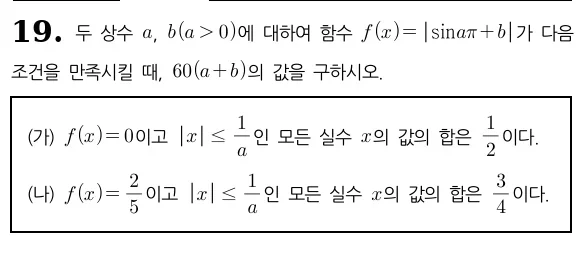 19. 두 상수 a, b(a>0)에 대하여 함수 f(x)=|sinaπ+b|가 다음
조건을 만족시킬 때, 60(a+b)의 값을 구하시오.
(가) f(x)=0이고 |x| ≤ 1/a인 모든 실수 x의 값의 합은 1/2이다.
(나) f(x)=2/5이고 |x| ≤ 1/a인 모든 실수 x의 값의 합은 3/4이다.